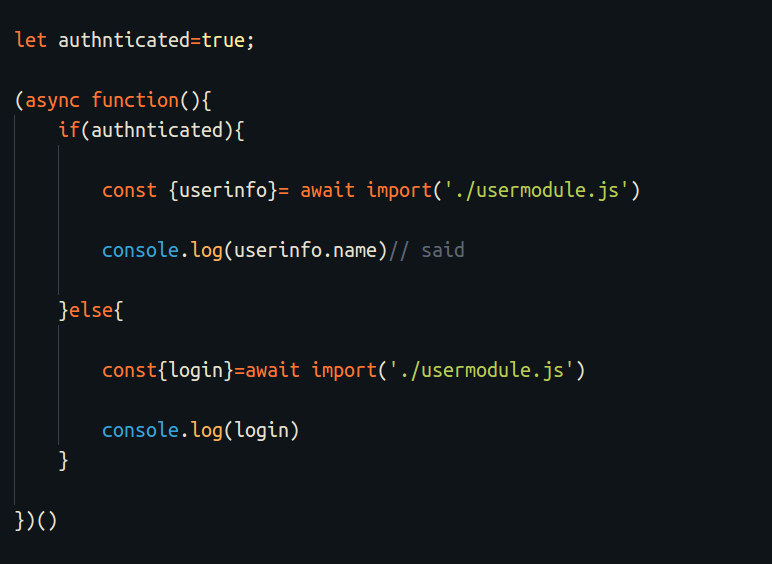 let authnticated=true;
(async function(){
if(authnticated){
const {userinfo}= await import('./usermodule.js')
console.log(userinfo.name)// said
}else{
const{login}=await import('./usermodule.js')
console.log(login)
}
})()